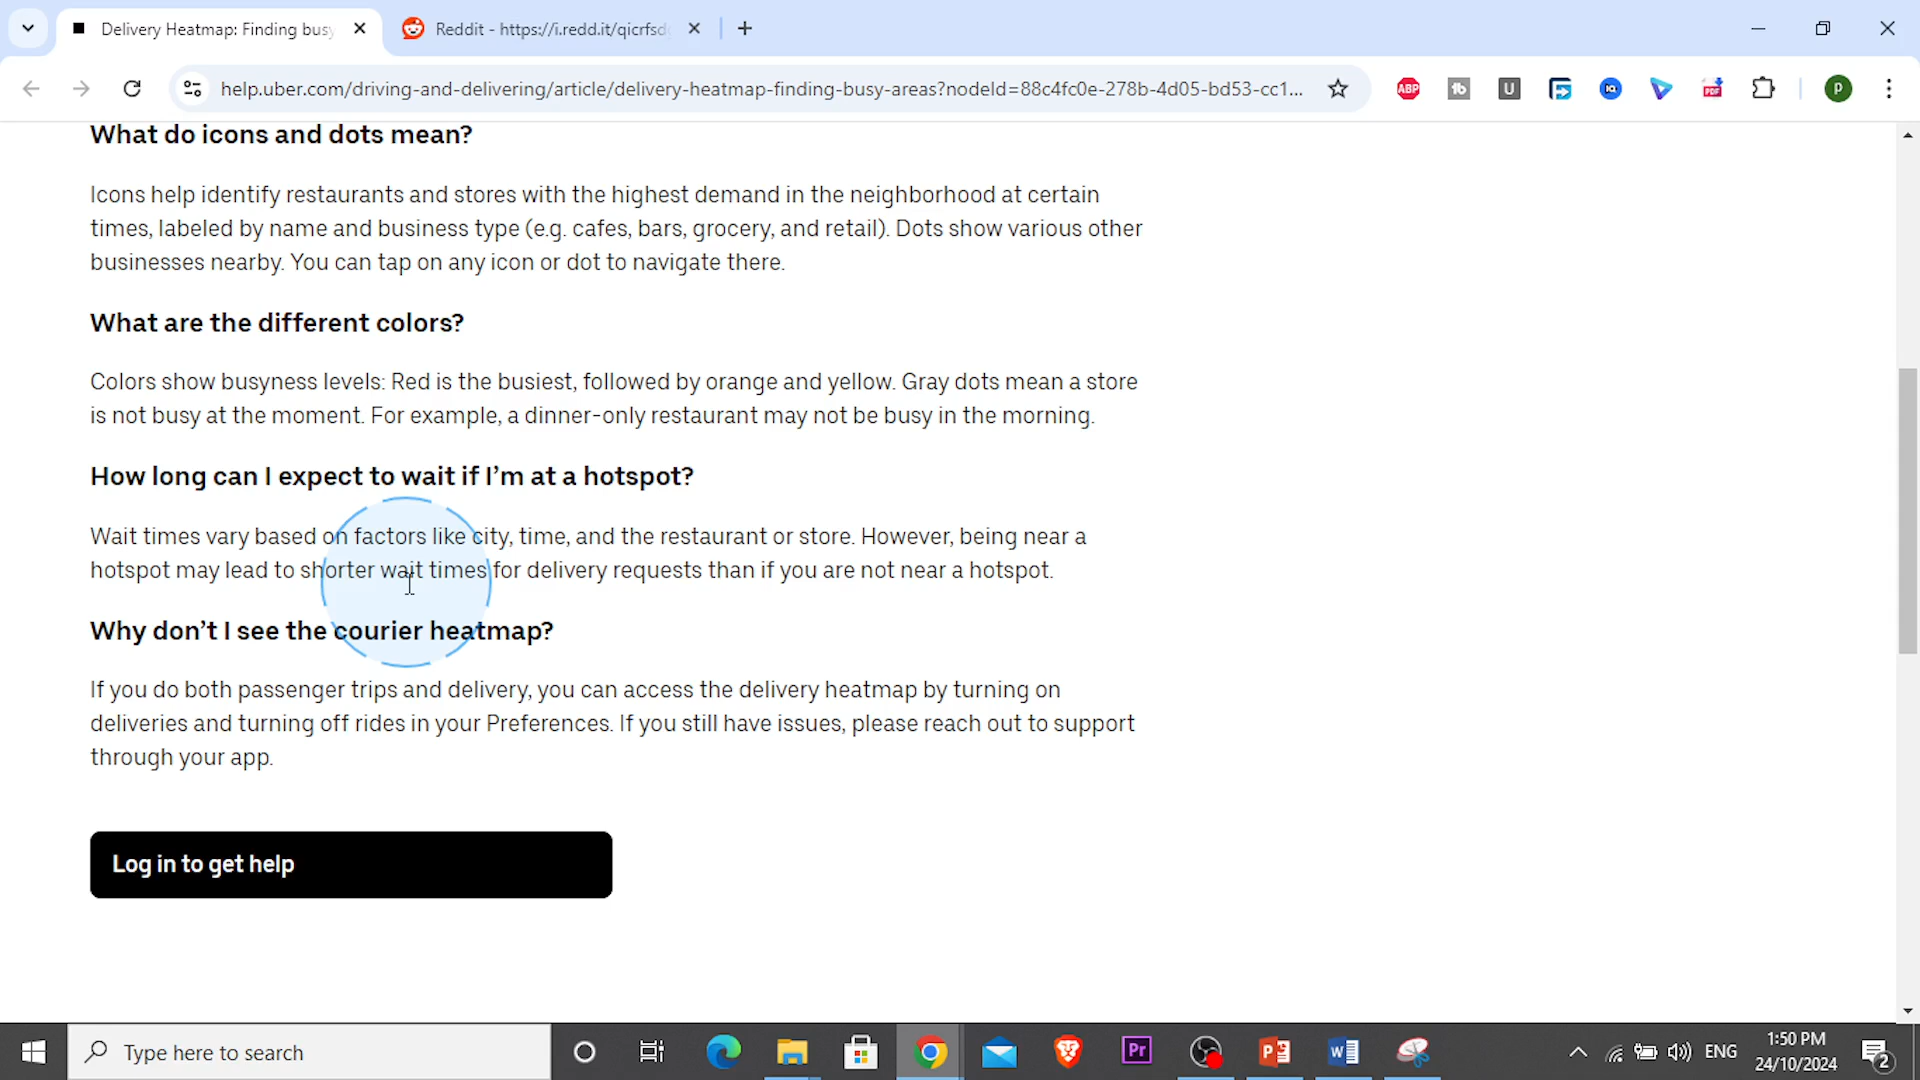 Delivery Heatmap: Finding busy
Reddit - https://i.redd.it/qicrfsd
help.uber.com/driving-and-delivering/article/delivery-heatmap-finding-busy-areas?nodeId=88c4fc0e-278b-4d05-bd53-cc1...
ABP
tb
U
IQ
PDF
P
What do icons and dots mean?
Icons help identify restaurants and stores with the highest demand in the neighborhood at certain
times, labeled by name and business type (e.g. cafes, bars, grocery, and retail). Dots show various other
businesses nearby. You can tap on any icon or dot to navigate there.
What are the different colors?
Colors show busyness levels: Red is the busiest, followed by orange and yellow. Gray dots mean a store
is not busy at the moment. For example, a dinner-only restaurant may not be busy in the morning.
How long can I expect to wait if I’m at a hotspot?
Wait times vary based on factors like city, time, and the restaurant or store. However, being near a
hotspot may lead to shorter wait times for delivery requests than if you are not near a hotspot.
Why don’t I see the courier heatmap?
If you do both passenger trips and delivery, you can access the delivery heatmap by turning on
deliveries and turning off rides in your Preferences. If you still have issues, please reach out to support
through your app.
Log in to get help
Type here to search
Pr
P
W
ENG
1:50 PM
24/10/2024
2